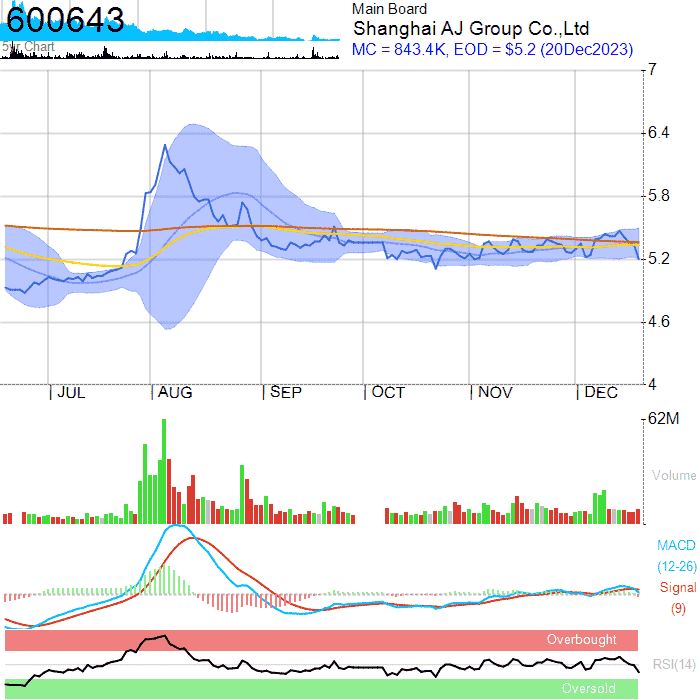 600643
5yr Chart
Main Board
Shanghai AJ Group Co.,Ltd
MC = 843.4K, EOD = $5.2 (20Dec2023)
7
6.4
5.8
5.2
4.6
4
JUL AUG SEP OCT NOV DEC
62M
Volume
MACD
(12-26)
Signal
(9)
Overbought
RSI(14)
Oversold